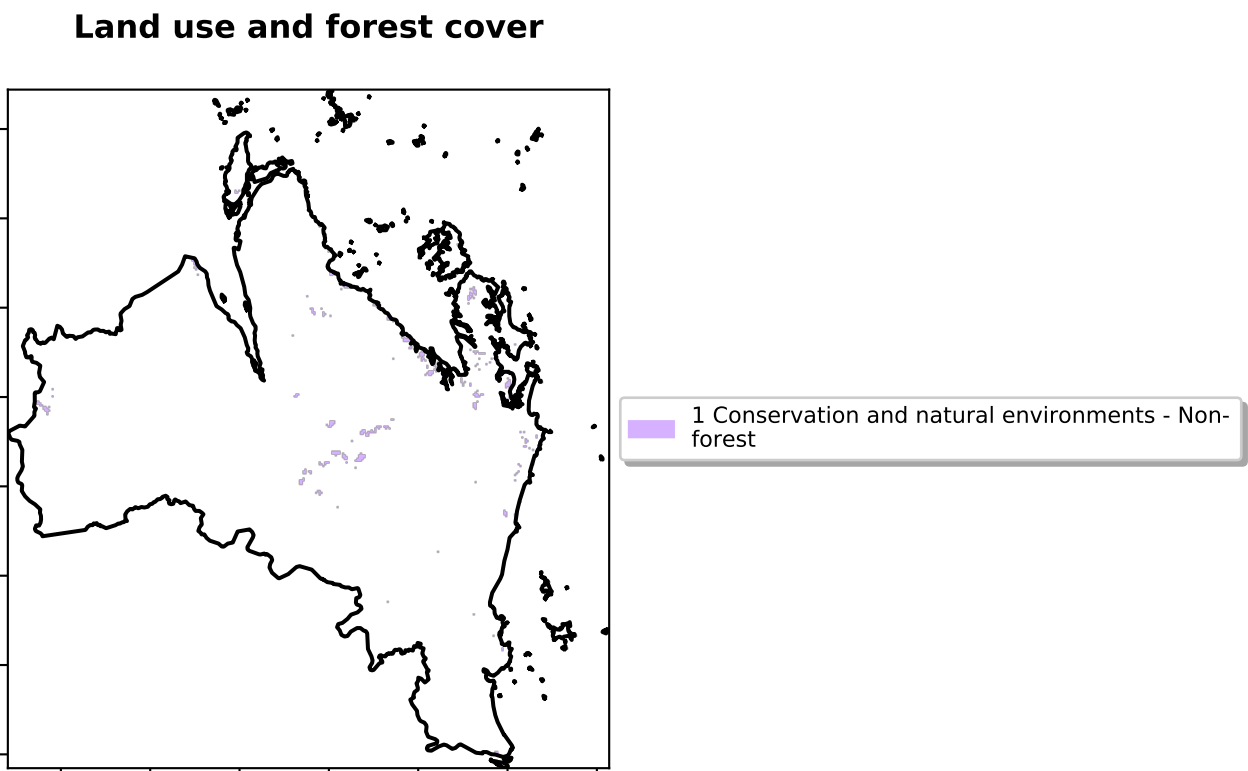 Land use and forest cover
1 Conservation and natural environments - Non-
forest